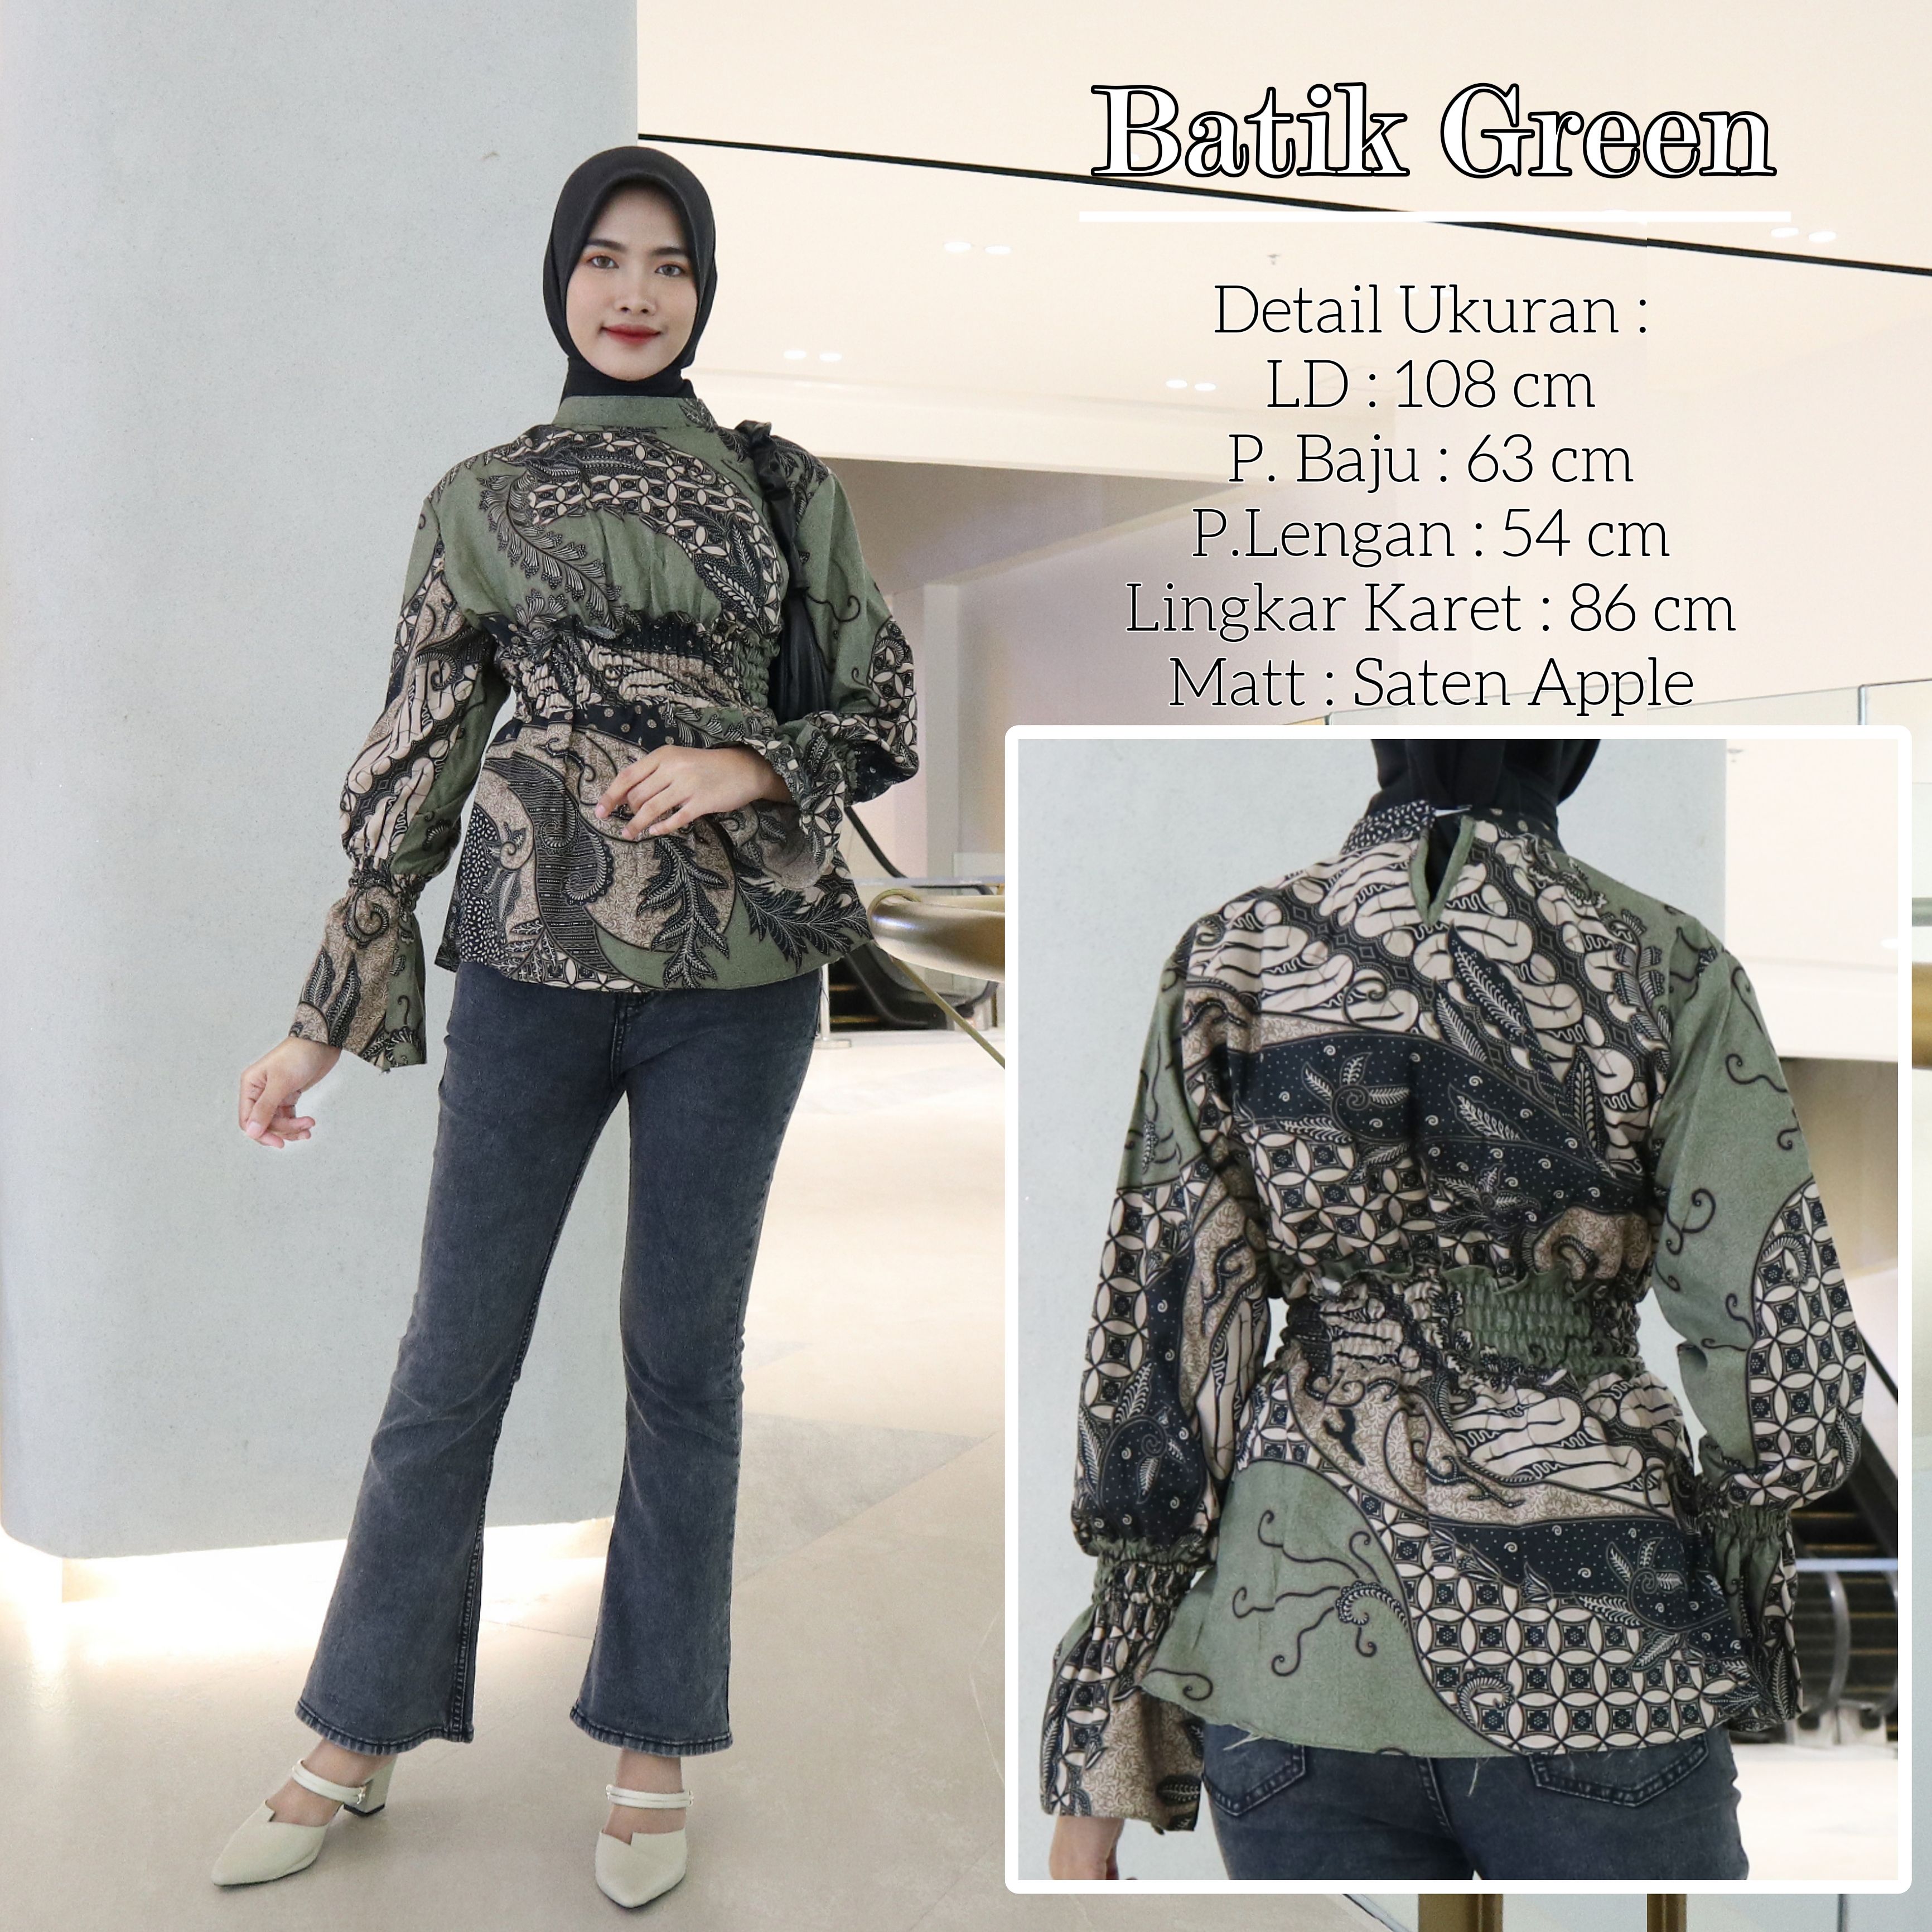 Batik Green
Detail Ukuran :
LD : 108 cm
P. Baju : 63 cm
P.Lengan : 54 cm
Lingkar Karet : 86 cm
Matt : Saten Apple